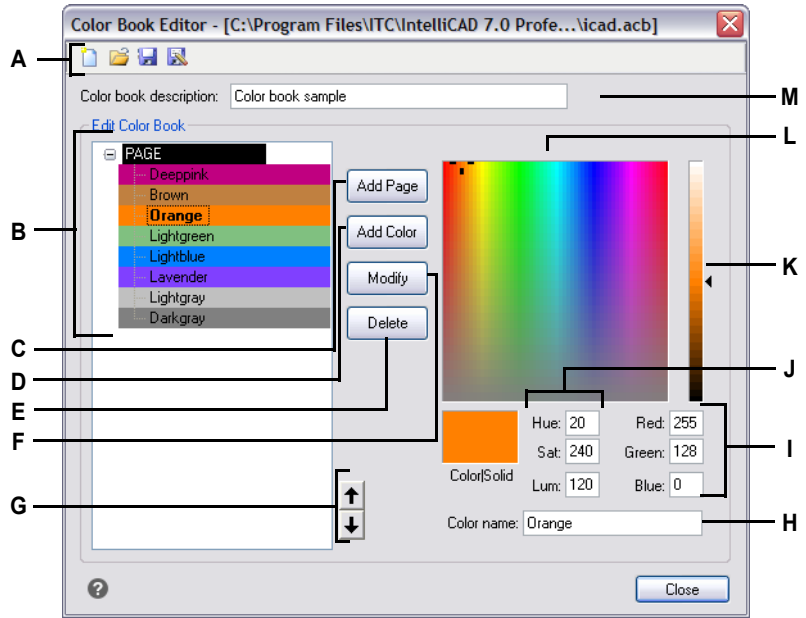 Color Book Editor - [C:\Program Files\ITC\IntelliCAD 7.0 Profe...\icad.acb]
A
Color book description: Color book sample
M
Edit Color Book
L
PAGE
Deeppink
Brown
Orange
Lightgreen
Lightblue
Lavender
Lightgray
Darkgray
B
Add Page
Add Color
Modify
Delete
K
C
D
E
F
J
Hue: 20 Red: 255
Sat: 240 Green: 128
Lum: 120 Blue: 0
I
Color|Solid
G
Color name: Orange
H
?
Close